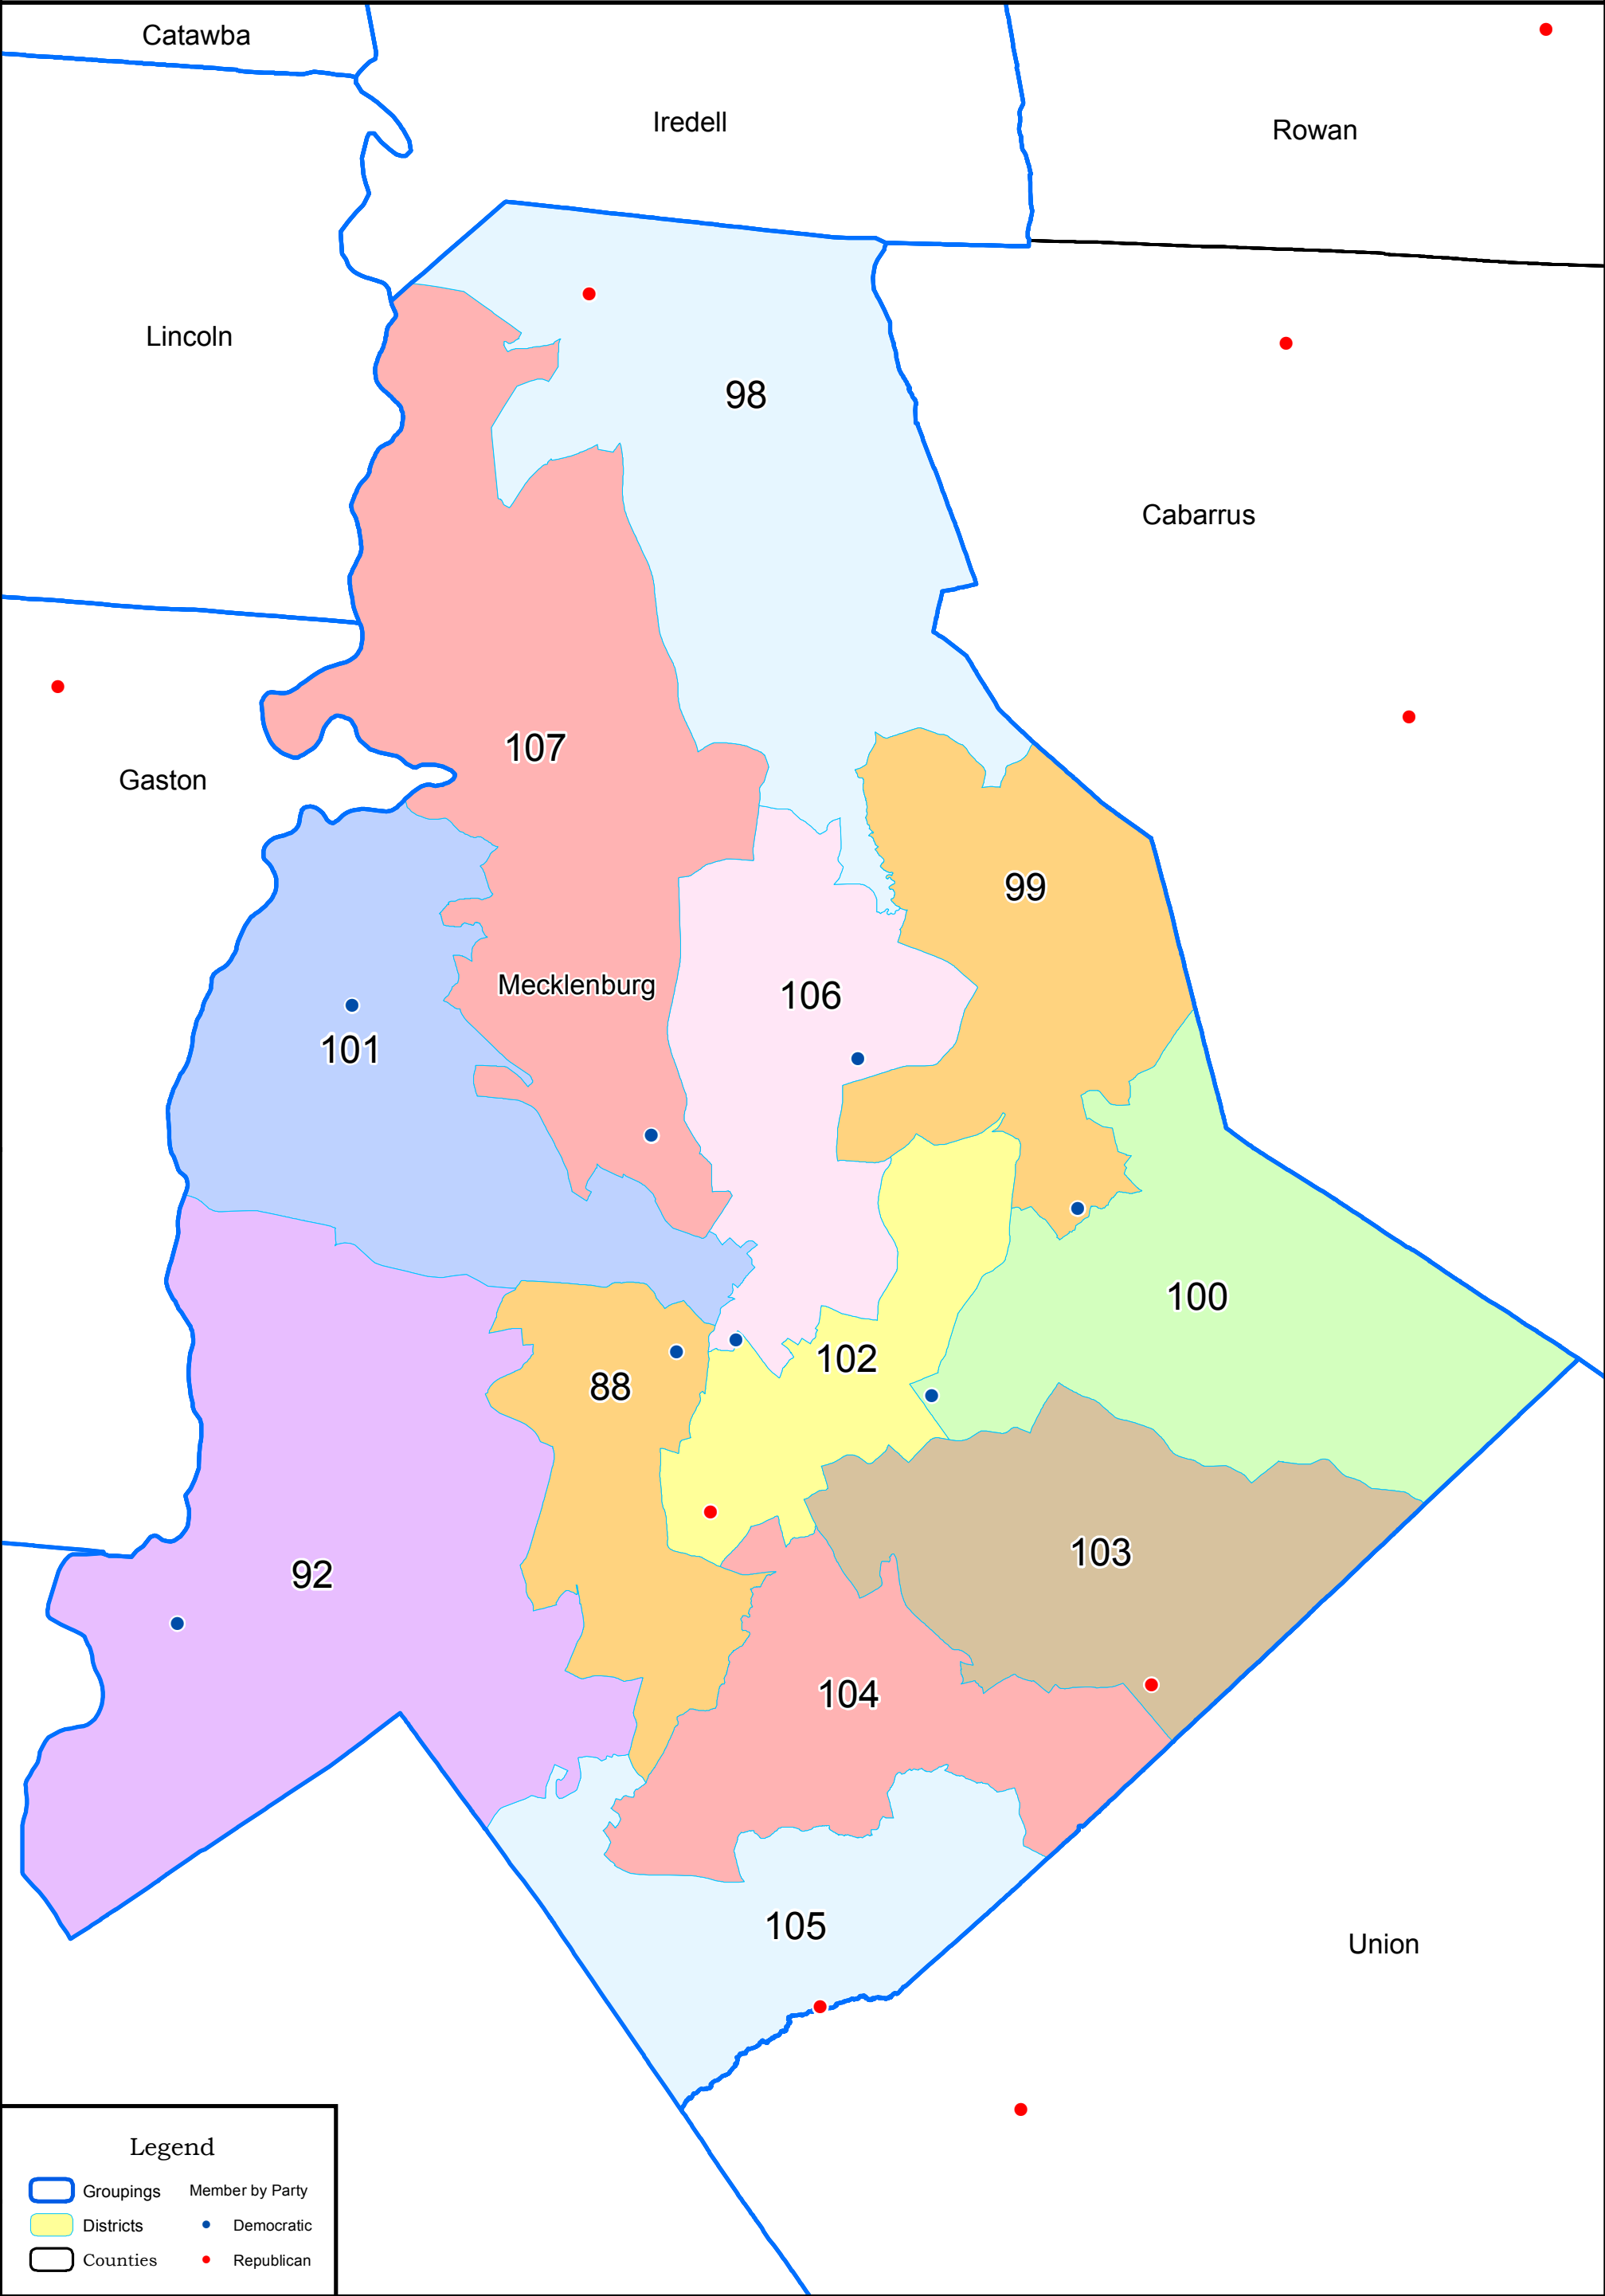 Catawba
Iredell
Rowan
Lincoln
98
Cabarrus
107
Gaston
99
Mecklenburg
106
101
100
102
88
103
92
104
105
Union
Legend
Groupings Member by Party
Districts Democratic
Counties Republican